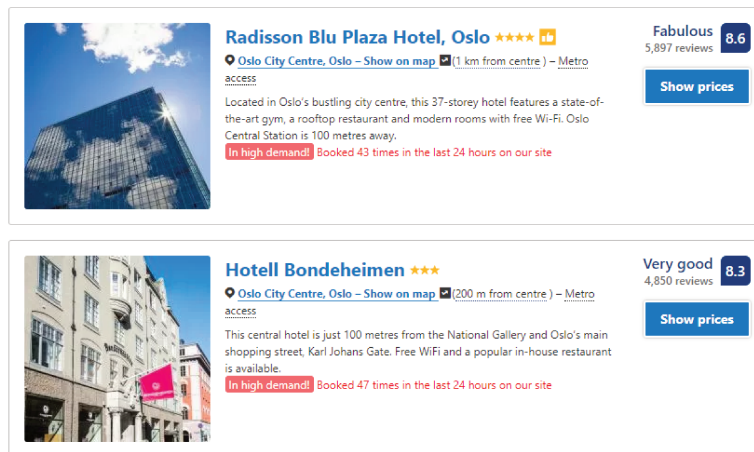 Radisson Blu Plaza Hotel, Oslo
Fabulous
5,897 reviews
8.6
Oslo City Centre, Oslo – Show on map (1 km from centre ) – Metro
access
Show prices
Located in Oslo's bustling city centre, this 37-storey hotel features a state-of-
the-art gym, a rooftop restaurant and modern rooms with free Wi-Fi. Oslo
Central Station is 100 metres away.
In high demand! Booked 43 times in the last 24 hours on our site
Hotell Bondeheimen
Very good
4,850 reviews
8.3
Oslo City Centre, Oslo – Show on map (200 m from centre ) – Metro
access
Show prices
This central hotel is just 100 metres from the National Gallery and Oslo's main
shopping street, Karl Johans Gate. Free WiFi and a popular in-house restaurant
is available.
In high demand! Booked 47 times in the last 24 hours on our site